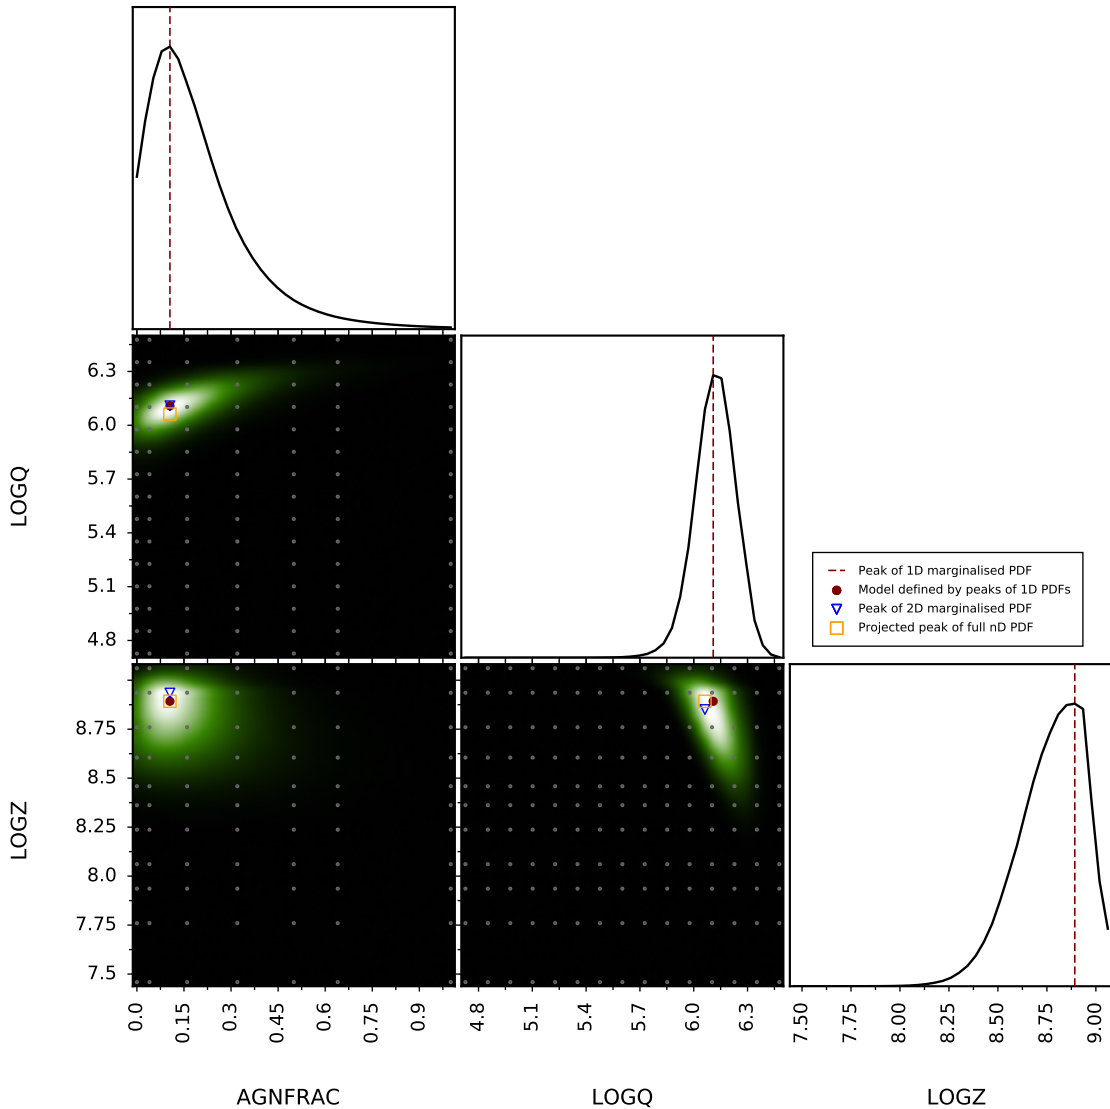 6.3
6.0
5.7
5.4
5.1
4.8
LOGQ
Peak of 1D marginalised PDF
Model defined by peaks of 1D PDFs
Peak of 2D marginalised PDF
Projected peak of full nD PDF
8.75
8.5
8.25
8.0
7.75
7.5
LOGZ
0.0 0.15 0.3 0.45 0.6 0.75 0.9
4.8 5.1 5.4 5.7 6.0 6.3
7.50 7.75 8.00 8.25 8.50 8.75 9.00
AGNFRAC LOGQ LOGZ